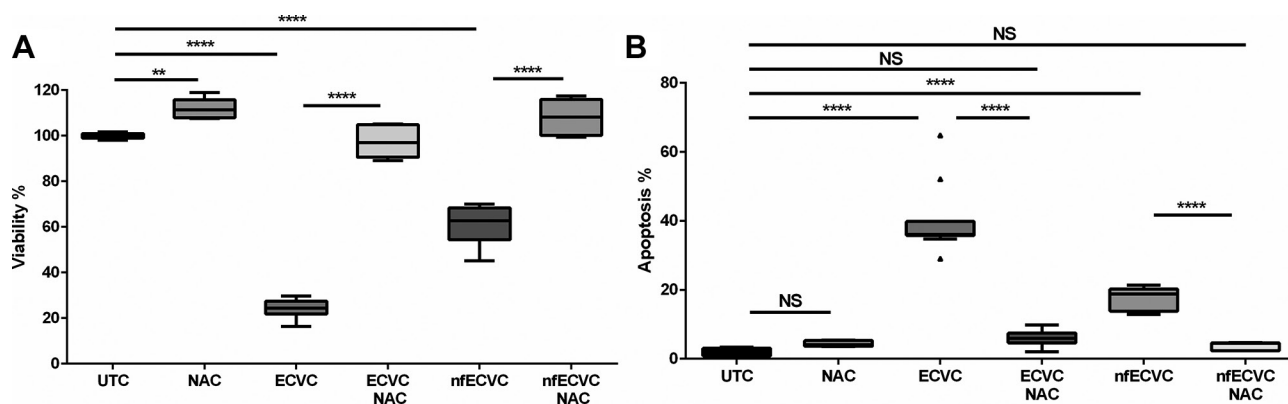 A
****
****
**
****
****
Viability %
120
100
80
60
40
20
0
UTC
NAC
ECVC
ECVC
NAC
nfECVC
nfECVC
NAC
B
NS
NS
****
****
****
****
NS
Apoptosis %
80
60
40
20
0
UTC
NAC
ECVC
ECVC
NAC
nfECVC
nfECVC
NAC